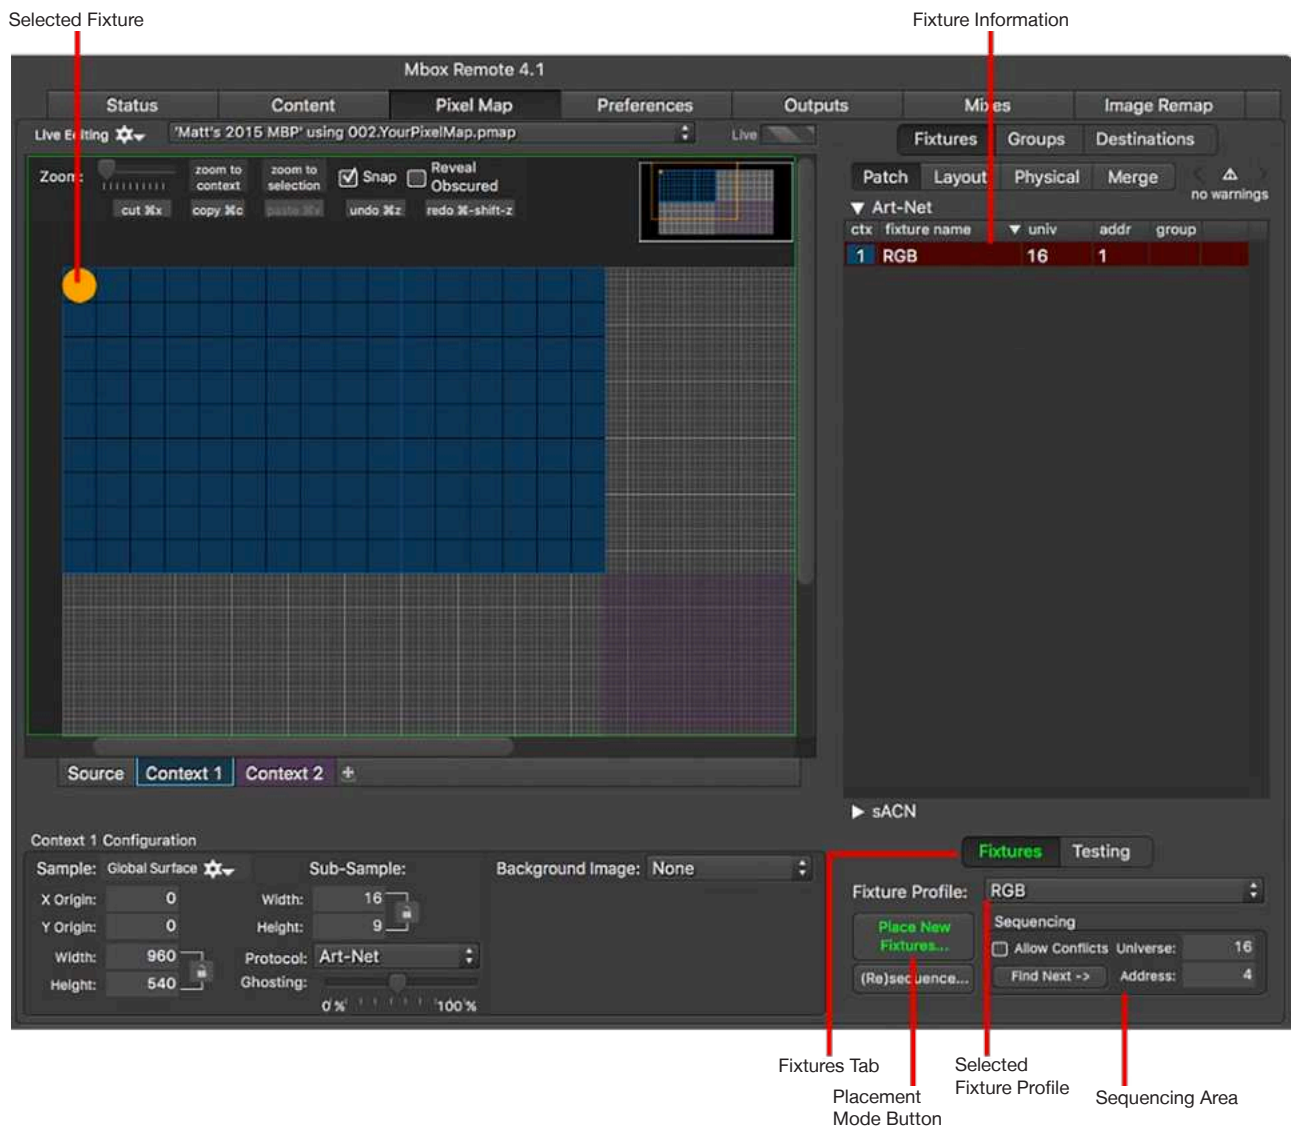 Selected Fixture
Fixture Information
Mbox Remote 4.1
Status Content Pixel Map Preferences Outputs Mixes Image Remap
Live Editing 'Matt's 2015 MBP' using 002.YourPixelMap.pmap Live
Fixtures Groups Destinations
Zoom: zoom to context zoom to selection Snap Reveal Obscured
cut ⌘x copy ⌘c paste ⌘v undo ⌘z redo ⌘-shift-z
Patch Layout Physical Merge no warnings
▼ Art-Net
ctx fixture name ▼ univ addr group
1 RGB 16 1
Source Context 1 Context 2 +
▶ sACN
Context 1 Configuration
Fixtures Testing
Sample: Global Surface Sub-Sample: Background Image: None
X Origin: 0 Width: 16
Y Origin: 0 Height: 9
Width: 960 Protocol: Art-Net
Height: 540 Ghosting:
0% 100%
Fixture Profile: RGB
Place New Fixtures... Sequencing
Allow Conflicts Universe: 16
(Re)sequence... Find Next -> Address: 4
Fixtures Tab
Placement
Mode Button
Selected
Fixture Profile
Sequencing Area